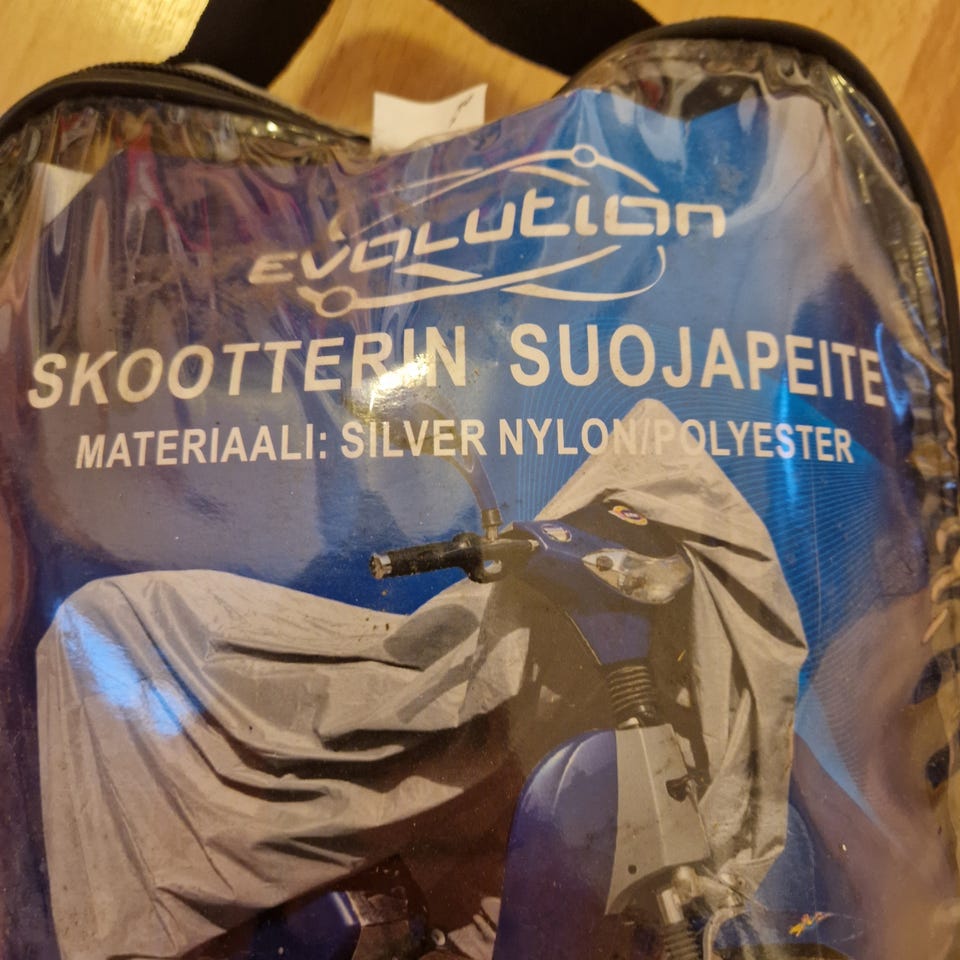 EVOLUTION
SKOOTTERIN SUOJAPEITE
MATERIAALI: SILVER NYLON/POLYESTER